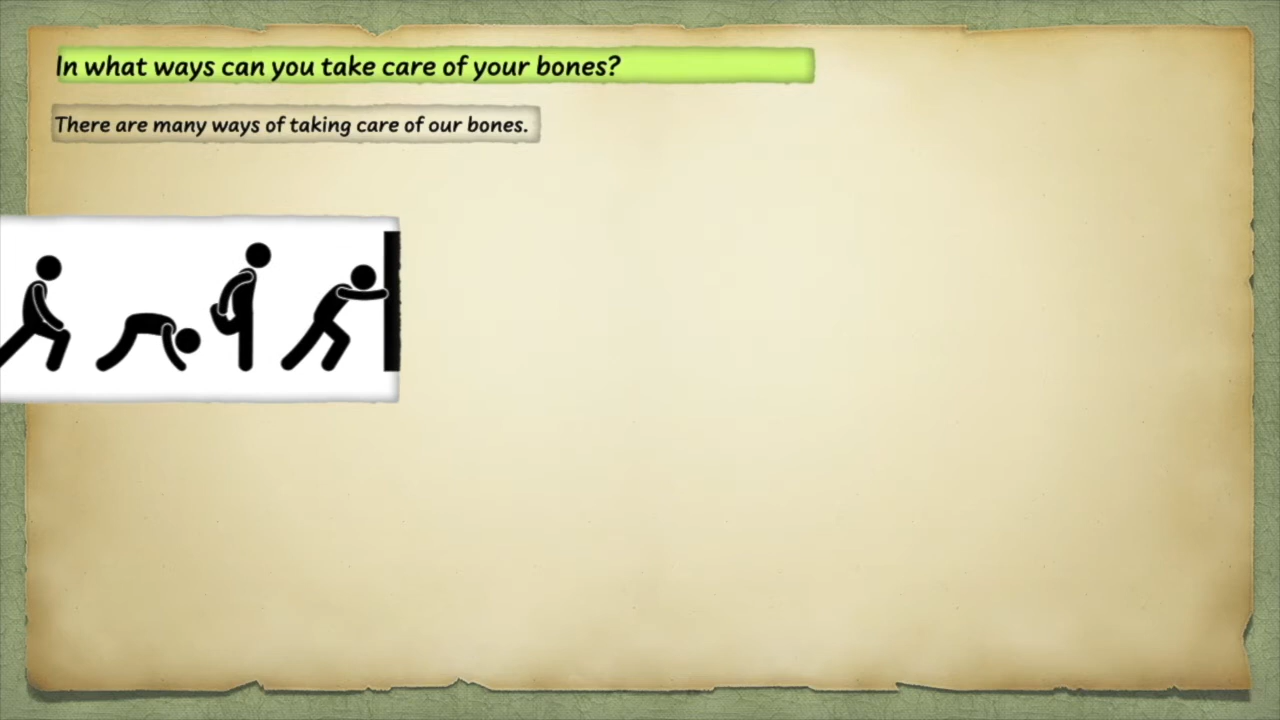 In what ways can you take care of your bones?
There are many ways of taking care of our bones.